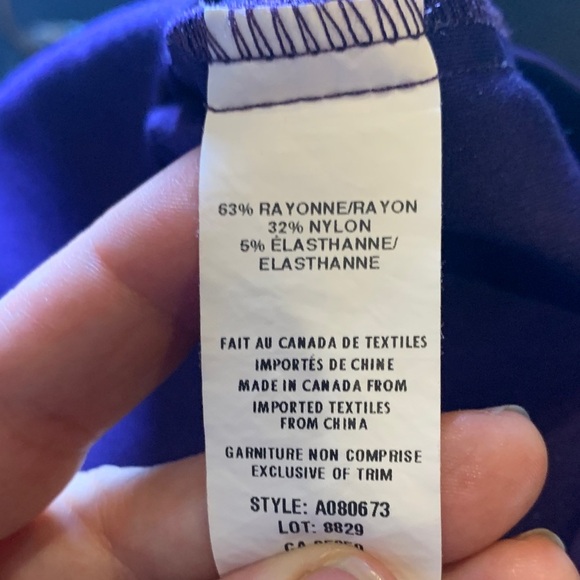 63% RAYONNE/RAYON
32% NYLON
5% ÉLASTHANNE/
ELASTHANNE
FAIT AU CANADA DE TEXTILES
IMPORTÉS DE CHINE
MADE IN CANADA FROM
IMPORTED TEXTILES
FROM CHINA
GARNITURE NON COMPRISE
EXCLUSIVE OF TRIM
STYLE: A080673
LOT: 8829
CA